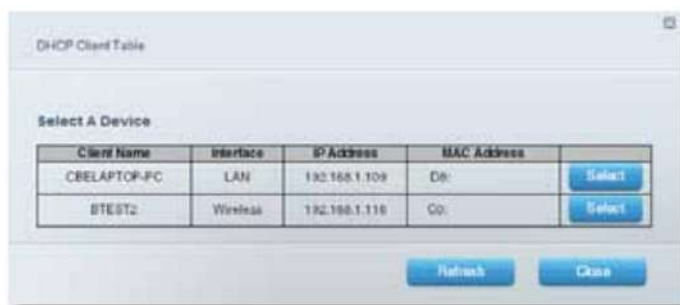 DHCP Client Table
Select A Device
Client Name Interface IP Address MAC Address
CBELAPTOP-PC LAN 192.168.1.109 D8: Select
BTEST2 Wireless 192.168.1.116 C0: Select
Refresh Close